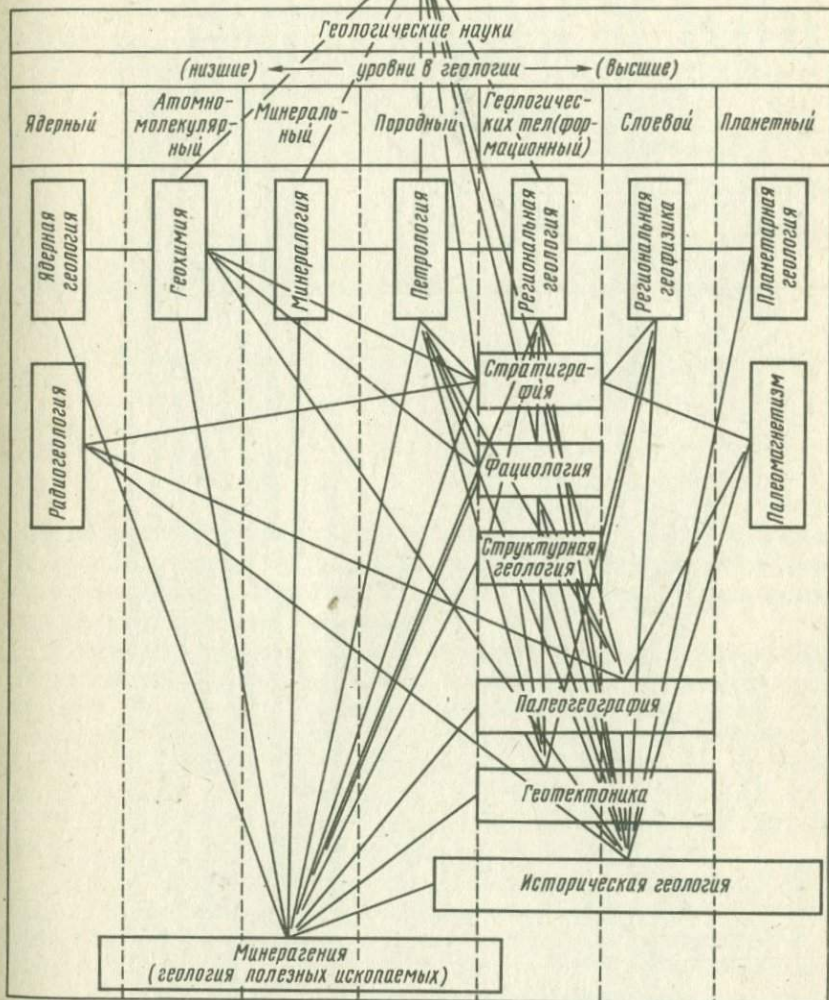 Геологические науки
(низшие) уровни в геологии (высшие)
Ядерный
Атомно-
молекуляр-
ный
Минераль-
ный
Породный
Геологичес-
ких тел(фор-
мационный)
Слоевой
Планетный
Ядерная
геология
Геохимия
Минералогия
Петрология
Региональная
геология
Региональная
геофизика
Планетарная
геология
Радиогеология
Стратигра-
фия
Палеомагнетизм
Фациология
Структурная
геология
Палеогеография
Геотектоника
Историческая геология
Минерагения
(геология полезных ископаемых)